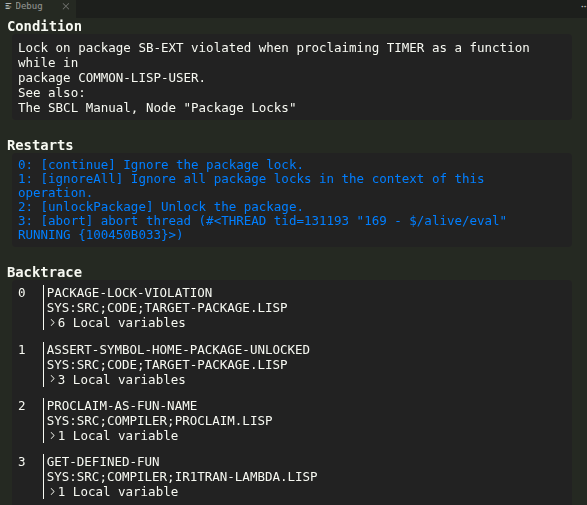 Debug
Condition
Lock on package SB-EXT violated when proclaiming TIMER as a function
while in
package COMMON-LISP-USER.
See also:
The SBCL Manual, Node "Package Locks"
Restarts
0: [continue] Ignore the package lock.
1: [ignoreAll] Ignore all package locks in the context of this
operation.
2: [unlockPackage] Unlock the package.
3: [abort] abort thread (#<THREAD tid=131193 "169 - $/alive/eval"
RUNNING {100450B033}>)
Backtrace
0 PACKAGE-LOCK-VIOLATION
SYS:SRC;CODE;TARGET-PACKAGE.LISP
6 Local variables
1 ASSERT-SYMBOL-HOME-PACKAGE-UNLOCKED
SYS:SRC;CODE;TARGET-PACKAGE.LISP
3 Local variables
2 PROCLAIM-AS-FUN-NAME
SYS:SRC;COMPILER;PROCLAIM.LISP
1 Local variable
3 GET-DEFINED-FUN
SYS:SRC;COMPILER;IR1TRAN-LAMBDA.LISP
1 Local variable